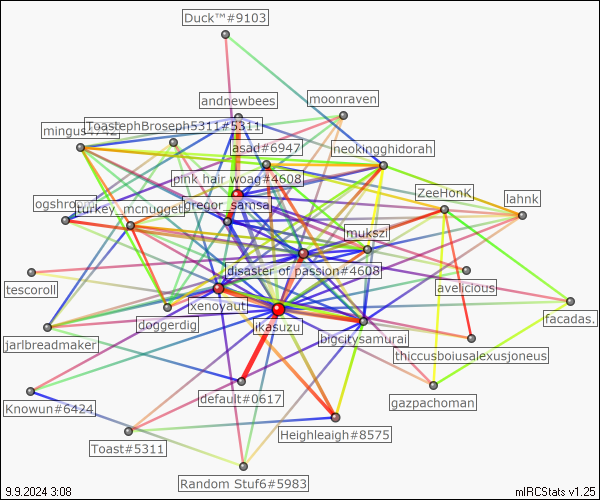 Duck™#9103
andnewbees
moonraven
mingus4742
ToastephBroseph5311#5311
asad#6947
neokingghidorah
pink hair woag#4608
ZeeHonK
lahnk
turkey_mcnugget
gregor_samsa
mukszi
disaster of passion#4608
tescoroll
avelicious
xenoyaut
doggerdig
ikasuzu
facadas.
jarlbreadmaker
bigcitysamurai
thiccusboiusalexusjoneus
default#0617
gazpachoman
Knowun#6424
Heighleaigh#8575
Toast#5311
Random Stuf6#5983
9.9.2024 3:08
mIRCStats v1.25